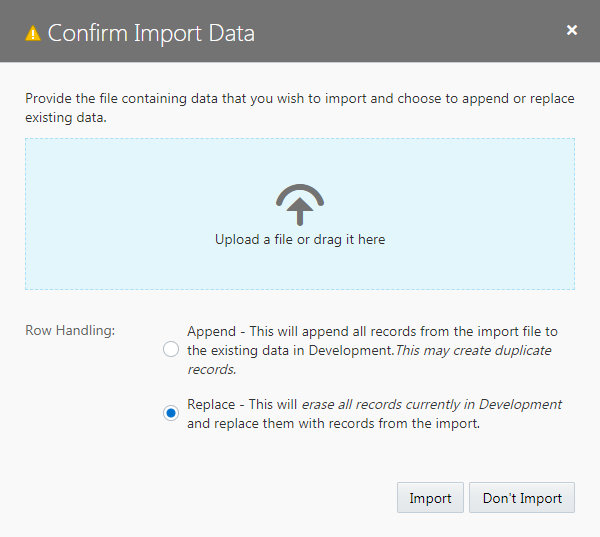 Confirm Import Data
Provide the file containing data that you wish to import and choose to append or replace
existing data.
Upload a file or drag it here
Row Handling:
Append - This will append all records from the import file to
the existing data in Development.This may create duplicate
records.
Replace - This will erase all records currently in Development
and replace them with records from the import.
Import
Don't Import